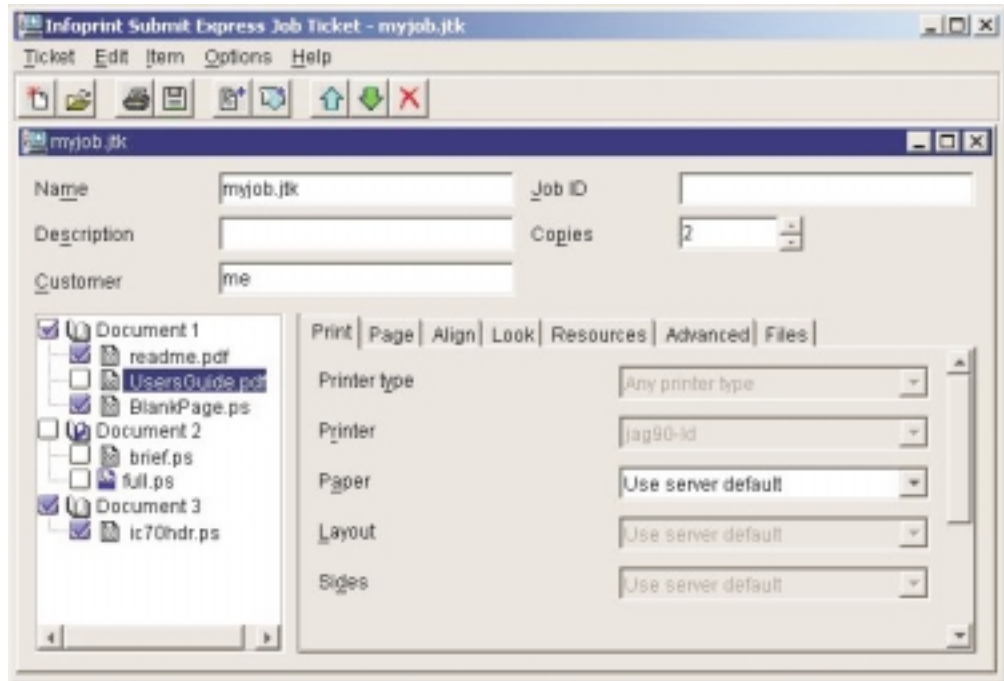 Infoprint Submit Express Job Ticket - myjob.jtk
Ticket Edit Item Options Help
myjob.jtk
Name myjob.jtk Job ID
Description Copies 2
Customer me
Document 1
readme.pdf
UsersGuide.pdf
BlankPage.ps
Document 2
brief.ps
full.ps
Document 3
ic70hdr.ps
Print Page Align Look Resources Advanced Files
Printer type Any printer type
Printer jag90-ld
Paper Use server default
Layout Use server default
Sides Use server default